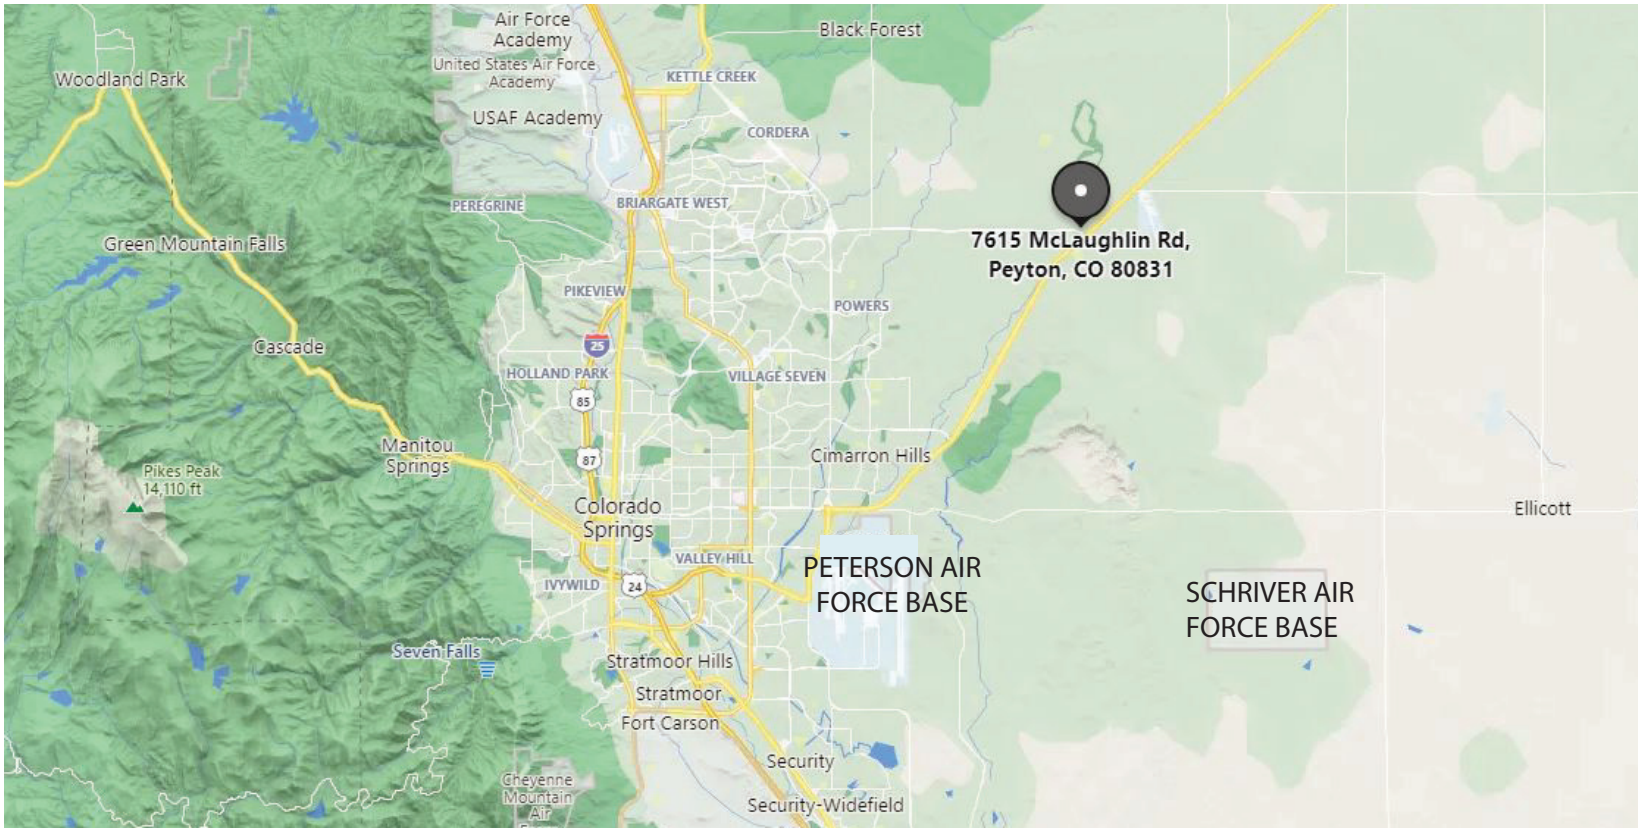 Air Force
Academy
Black Forest
United States Air Force
Academy
Woodland Park
KETTLE CREEK
USAF Academy
CORDERA
PEREGRINE
BRIARGATE WEST
7615 McLaughlin Rd,
Peyton, CO 80831
Green Mountain Falls
PIKEVIEW
POWERS
25
Cascade
HOLLAND PARK
VILLAGE SEVEN
85
Manitou
Springs
87
Cimarron Hills
Pikes Peak
14,110 ft
Colorado
Springs
Ellicott
VALLEY HILL
PETERSON AIR
FORCE BASE
IVYWILD
24
SCHRIVER AIR
FORCE BASE
Seven Falls
Stratmoor Hills
Stratmoor
Fort Carson
Security
Cheyenne
Mountain
Air
Security-Widefield